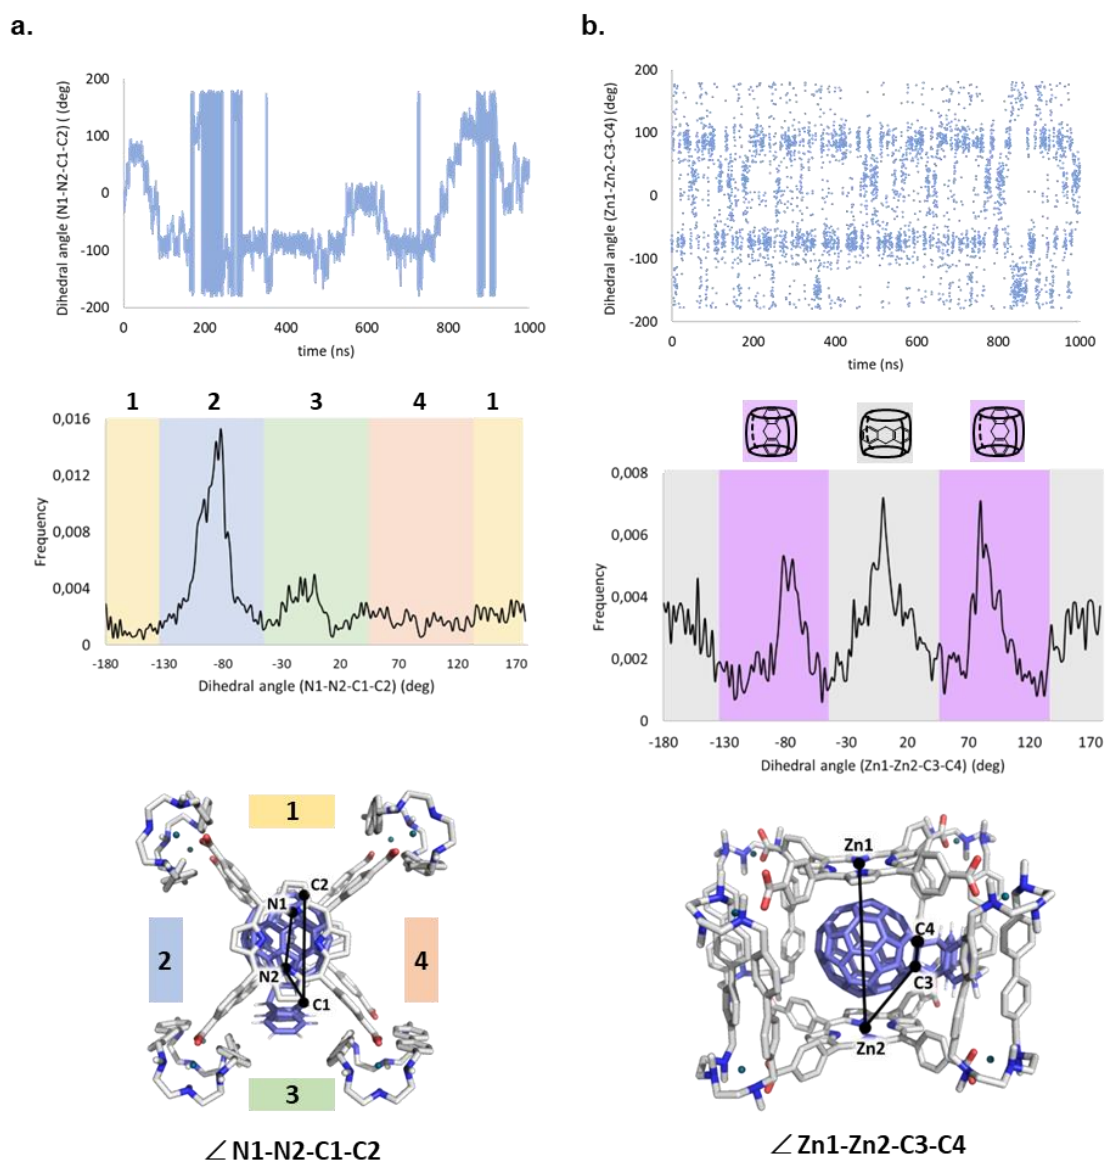 a.
b.
Dihedral angle (N1-N2-C1-C2) ( (deg)
200
100
0
-100
-200
0 200 400 600 800 1000
time (ns)
Dihedral angle (Zn1-Zn2-C3-C4) (deg)
200
100
0
-100
-200
0 200 400 600 800 1000
time (ns)
1 2 3 4 1
Frequency
0,016
0,012
0,008
0,004
0
-180 -130 -80 -30 20 70 120 170
Dihedral angle (N1-N2-C1-C2) (deg)
Frequency
0,008
0,006
0,004
0,002
0
-180 -130 -80 -30 20 70 120 170
Dihedral angle (Zn1-Zn2-C3-C4) (deg)
1
2
3
4
C2
N1
N2
C1
∠ N1-N2-C1-C2
Zn1
C4
C3
Zn2
∠ Zn1-Zn2-C3-C4